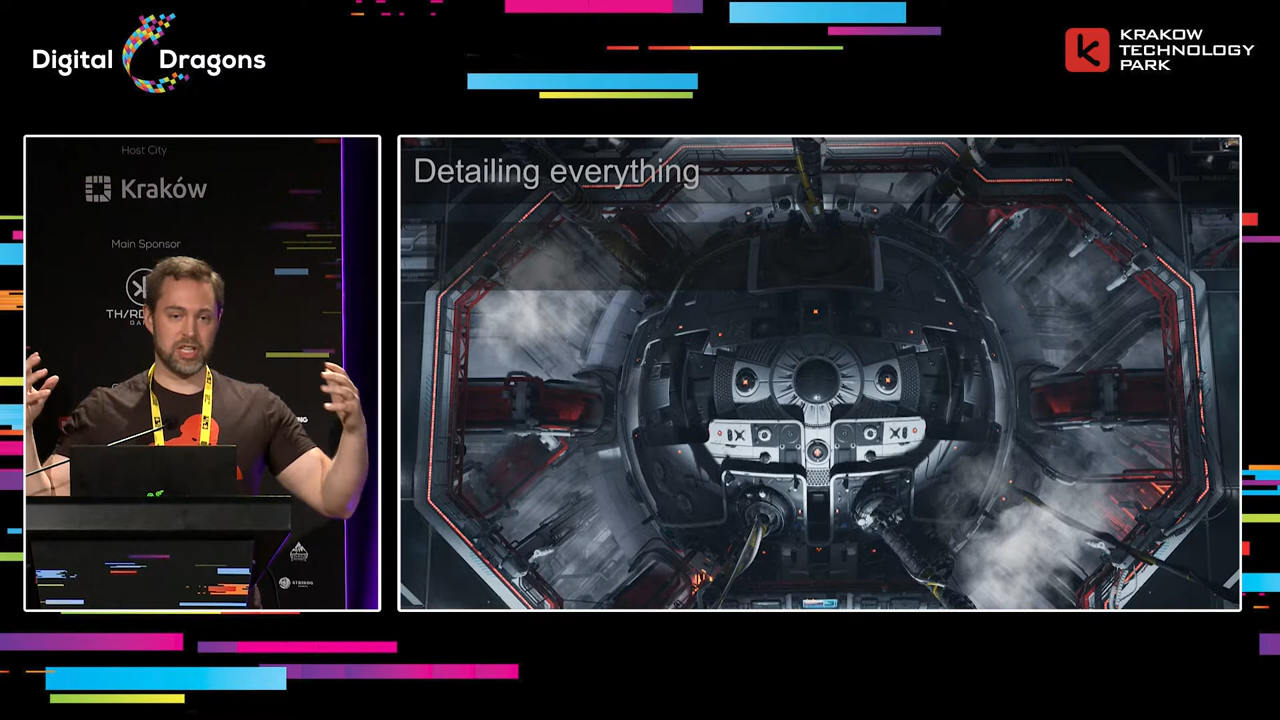 Digital Dragons
KRAKOW
TECHNOLOGY
PARK
Host City
Kraków
Main Sponsor
Detailing everything